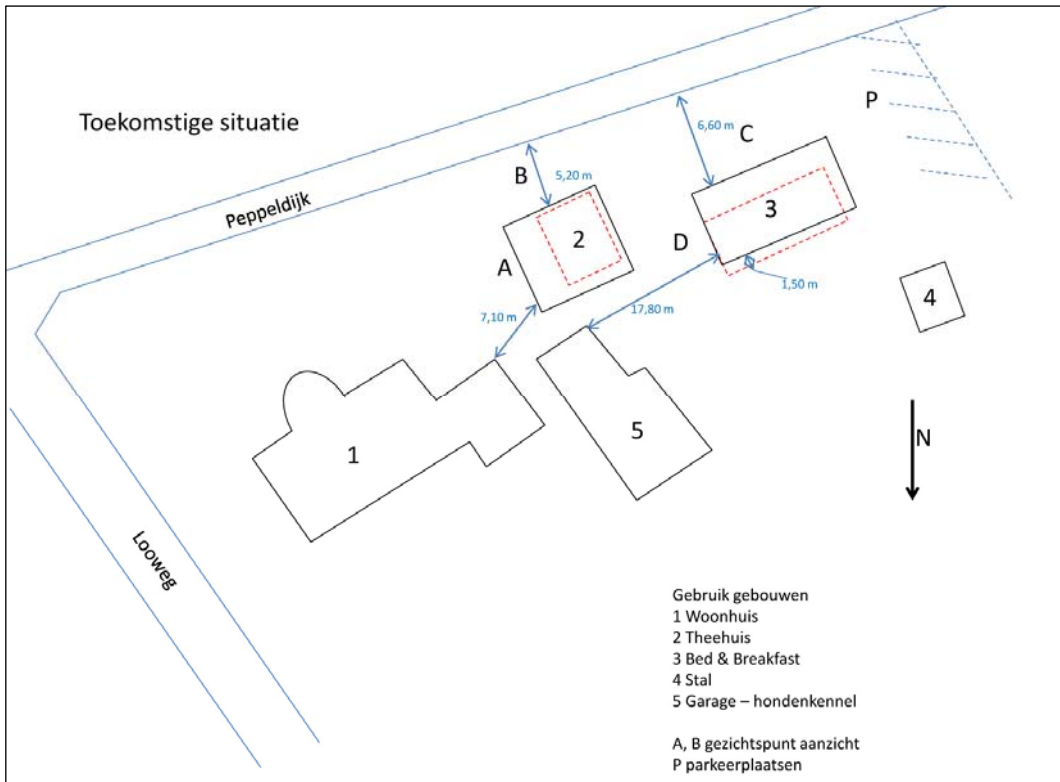 Toekomstige situatie
P
C
6,60 m
B
5,20 m
Peppeldijk
3
2
D
A
1,50 m
4
7,10 m
17,80 m
N
5
1
Looweg
Gebruik gebouwen
1 Woonhuis
2 Theehuis
3 Bed & Breakfast
4 Stal
5 Garage – hondenkennel
A, B gezichtspunt aanzicht
P parkeerplaatsen